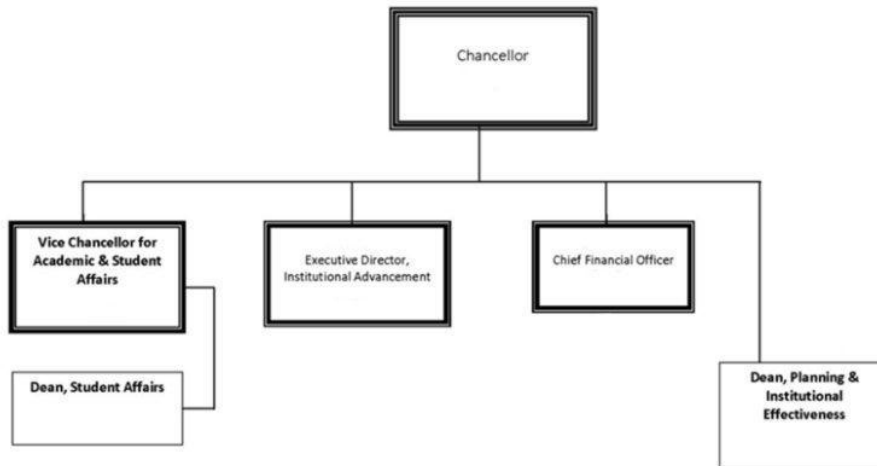 Chancellor
Vice Chancellor for
Academic & Student
Affairs
Executive Director,
Institutional Advancement
Chief Financial Officer
Dean, Student Affairs
Dean, Planning &
Institutional
Effectiveness